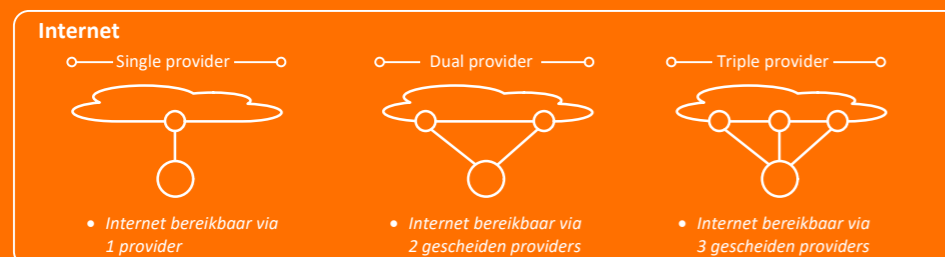 Internet
Single provider
Dual provider
Triple provider
• Internet bereikbaar via
1 provider
• Internet bereikbaar via
2 gescheiden providers
• Internet bereikbaar via
3 gescheiden providers